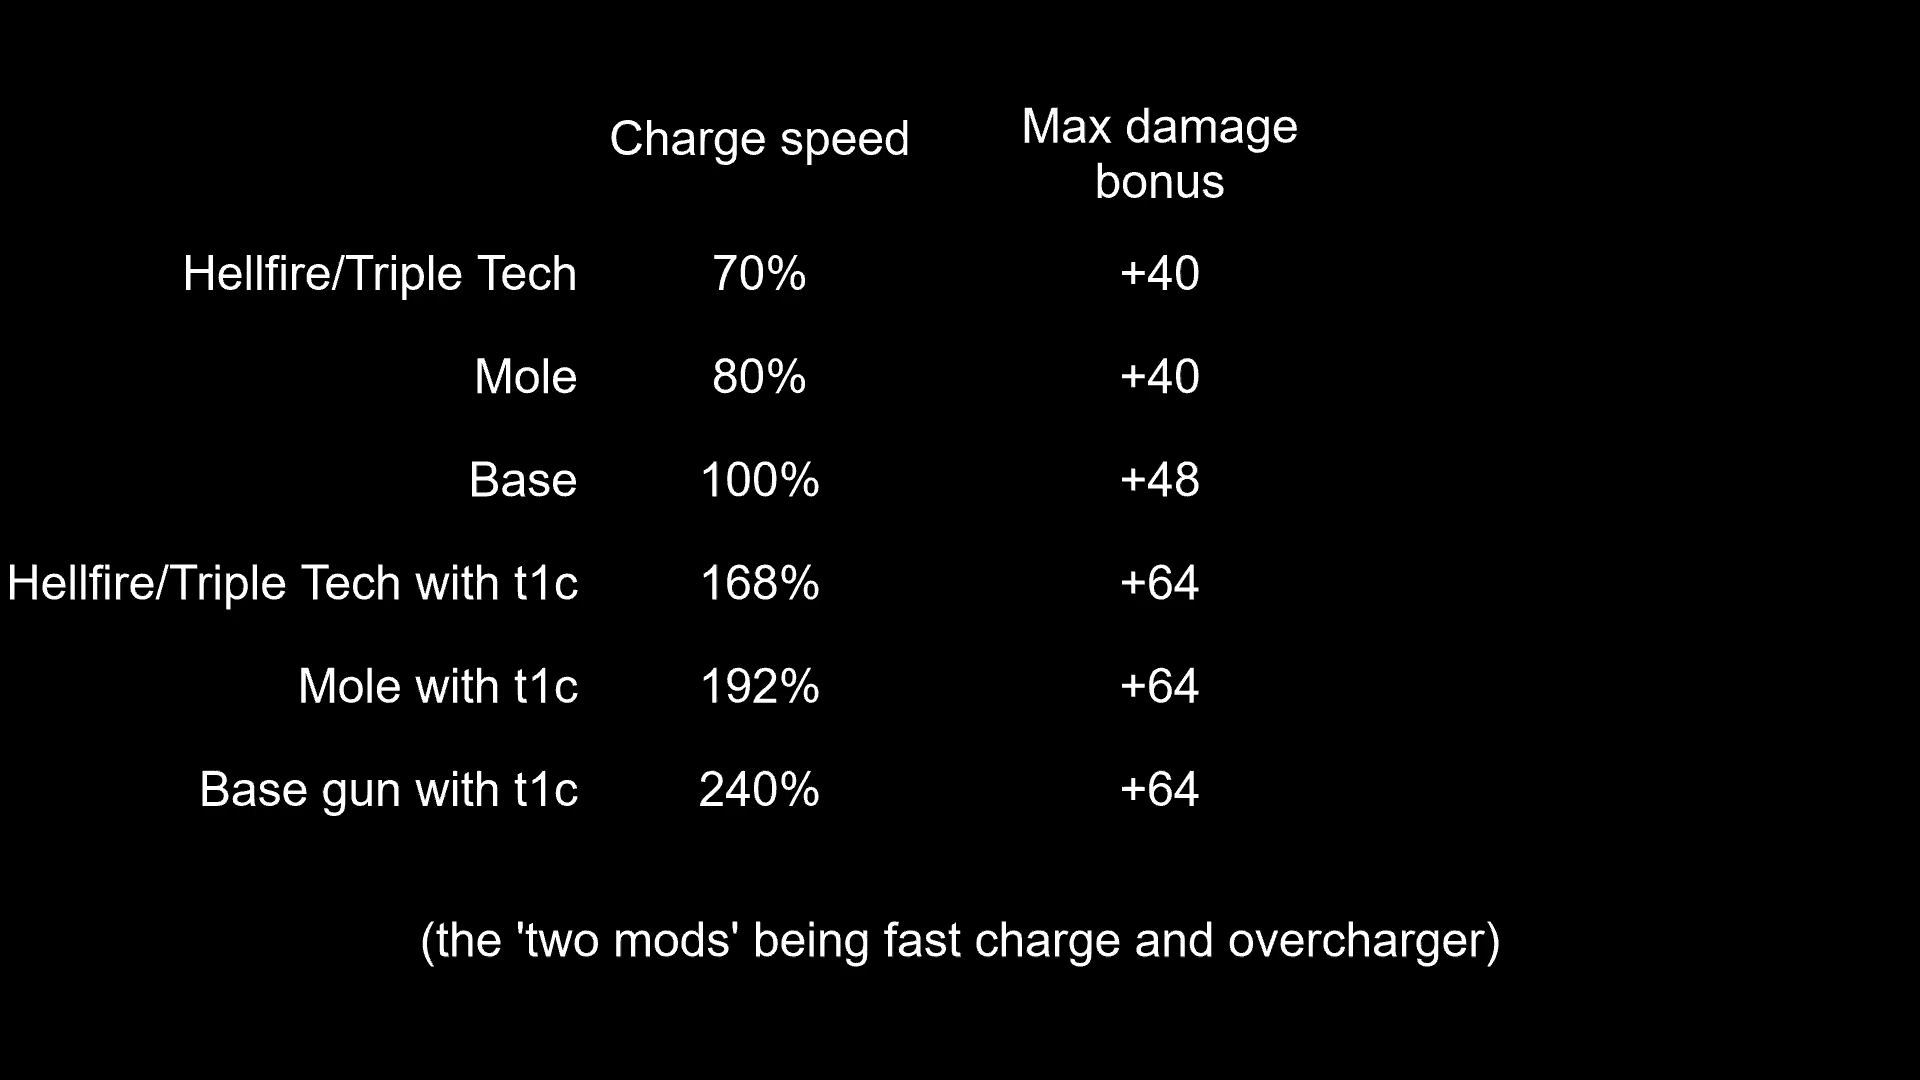 Charge speed Max damage
bonus
Hellfire/Triple Tech 70% +40
Mole 80% +40
Base 100% +48
Hellfire/Triple Tech with t1c 168% +64
Mole with t1c 192% +64
Base gun with t1c 240% +64
(the 'two mods' being fast charge and overcharger)